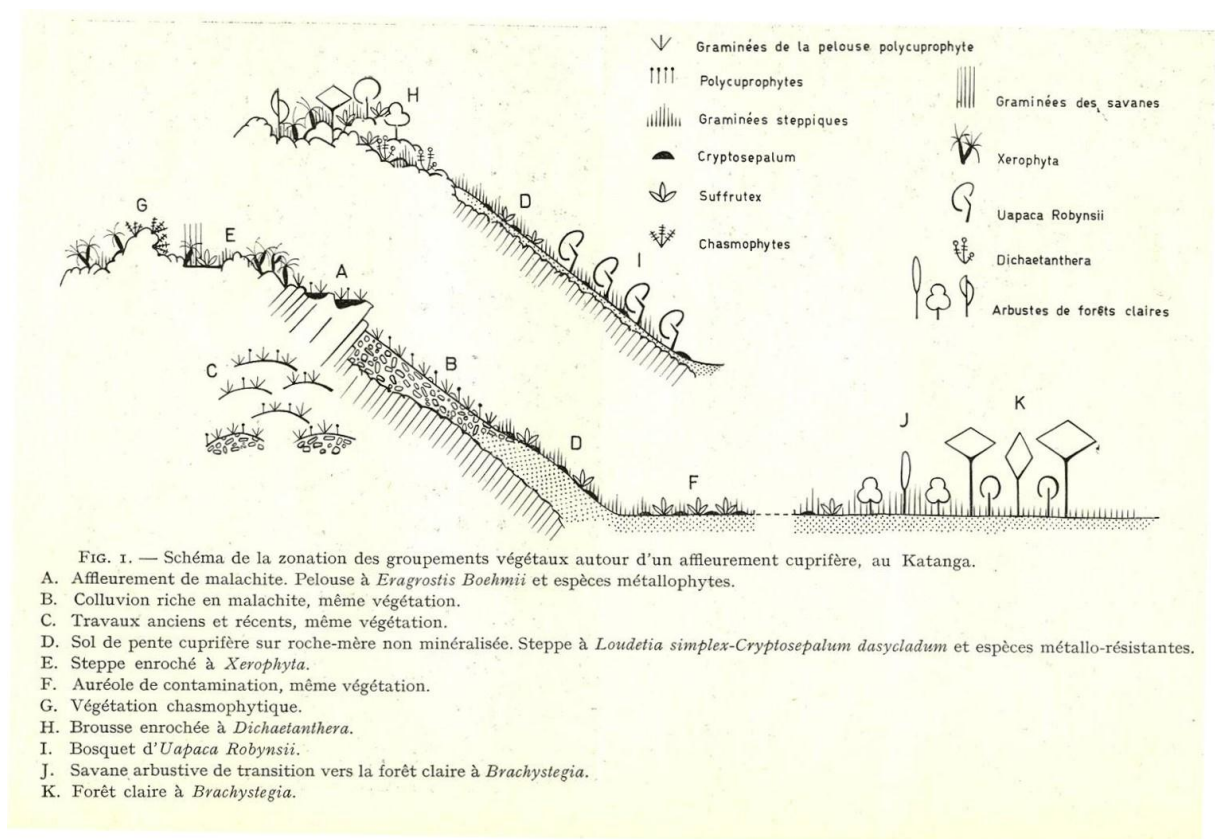 Graminées de la pelouse polycuprophyte
Polycuprophytes
Graminées steppiques
Cryptosepalum
Suffrutex
Chasmophytes
Graminées des savanes
Xerophyta
Uapaca Robynsii
Dichaetanthera
Arbustes de forêts claires
H
D
I
G
E
A
B
C
D
F
J
K
FIG. 1. — Schéma de la zonation des groupements végétaux autour d'un affleurement cuprifère, au Katanga.
A. Affleurement de malachite. Pelouse à Eragrostis Boehmii et espèces métallophytes.
B. Colluvion riche en malachite, même végétation.
C. Travaux anciens et récents, même végétation.
D. Sol de pente cuprifère sur roche-mère non minéralisée. Steppe à Loudetia simplex-Cryptosepalum dasycladum et espèces métallo-résistantes.
E. Steppe enroché à Xerophyta.
F. Auréole de contamination, même végétation.
G. Végétation chasmophytique.
H. Brousse enrochée à Dichaetanthera.
I. Bosquet d'Uapaca Robynsii.
J. Savane arbustive de transition vers la forêt claire à Brachystegia.
K. Forêt claire à Brachystegia.